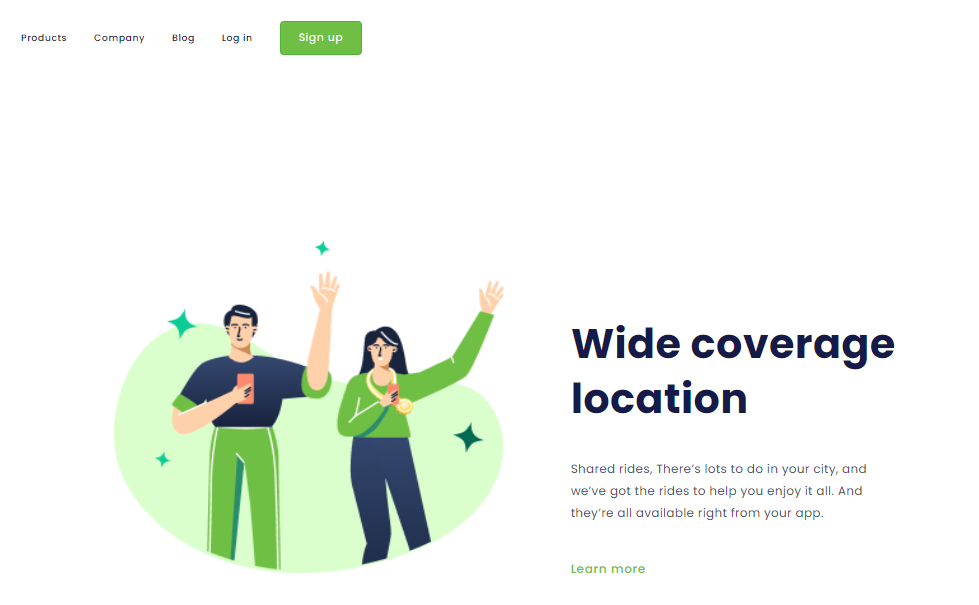 Products Company Blog Log in Sign up
Wide coverage
location
Shared rides, There's lots to do in your city, and
we've got the rides to help you enjoy it all. And
they're all available right from your app.
Learn more